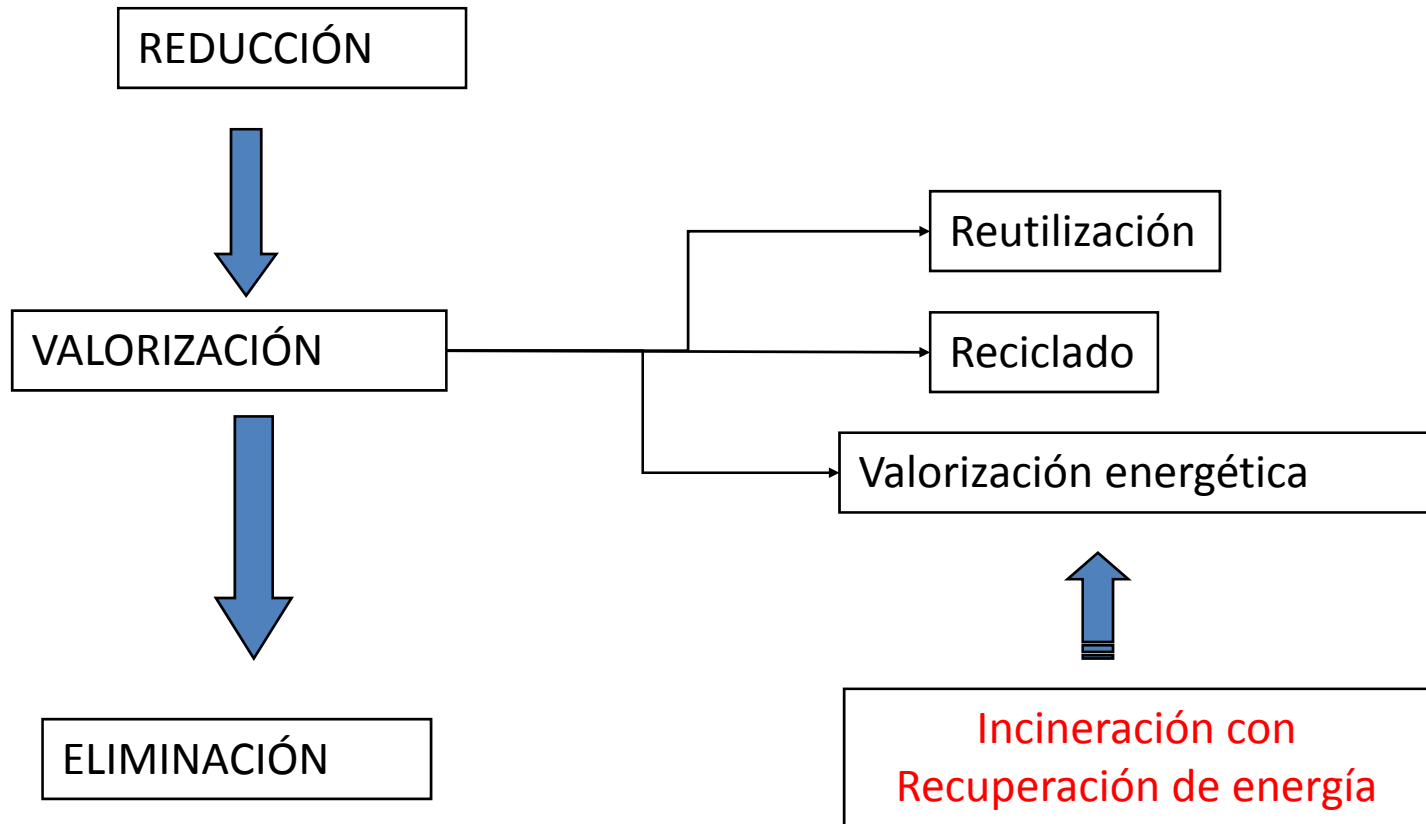 REDUCCIÓN
Reutilización
VALORIZACIÓN
Reciclado
Valorización energética
ELIMINACIÓN
Incineración con
Recuperación de energía